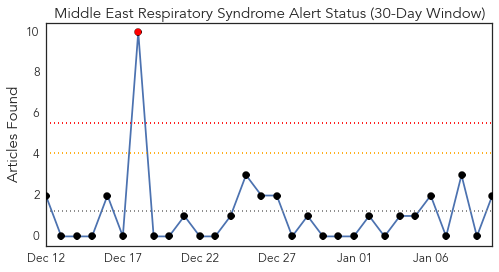 Middle East Respiratory Syndrome Alert Status (30-Day Window)
Articles Found
10
8
6
4
2
0
Dec 12 Dec 17 Dec 22 Dec 27 Jan 01 Jan 06